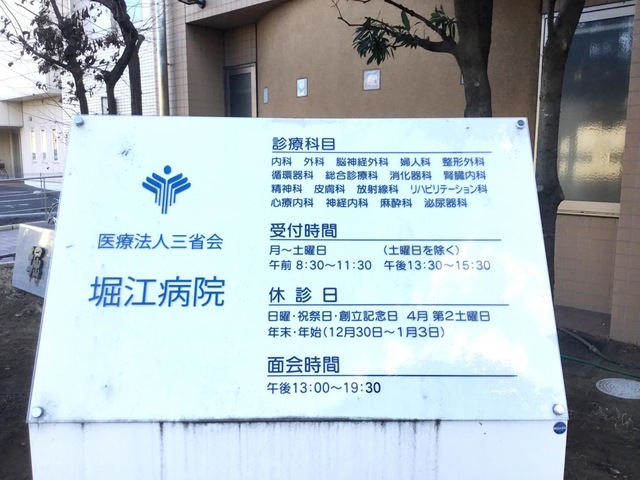 医療法人三省会
堀江病院
診療科目
内科 外科 脳神経外科 婦人科 整形外科
循環器科 総合診療科 消化器科 腎臓内科
精神科 皮膚科 放射線科 リハビリテーション科
心療内科 神経内科 麻酔科 泌尿器科
受付時間
月～土曜日 (土曜日を除く)
午前 8:30～11:30 午後13:30～15:30
休診日
日曜・祝祭日・創立記念日 4月 第2土曜日
年末・年始(12月30日～1月3日)
面会時間
午後13:00～19:30